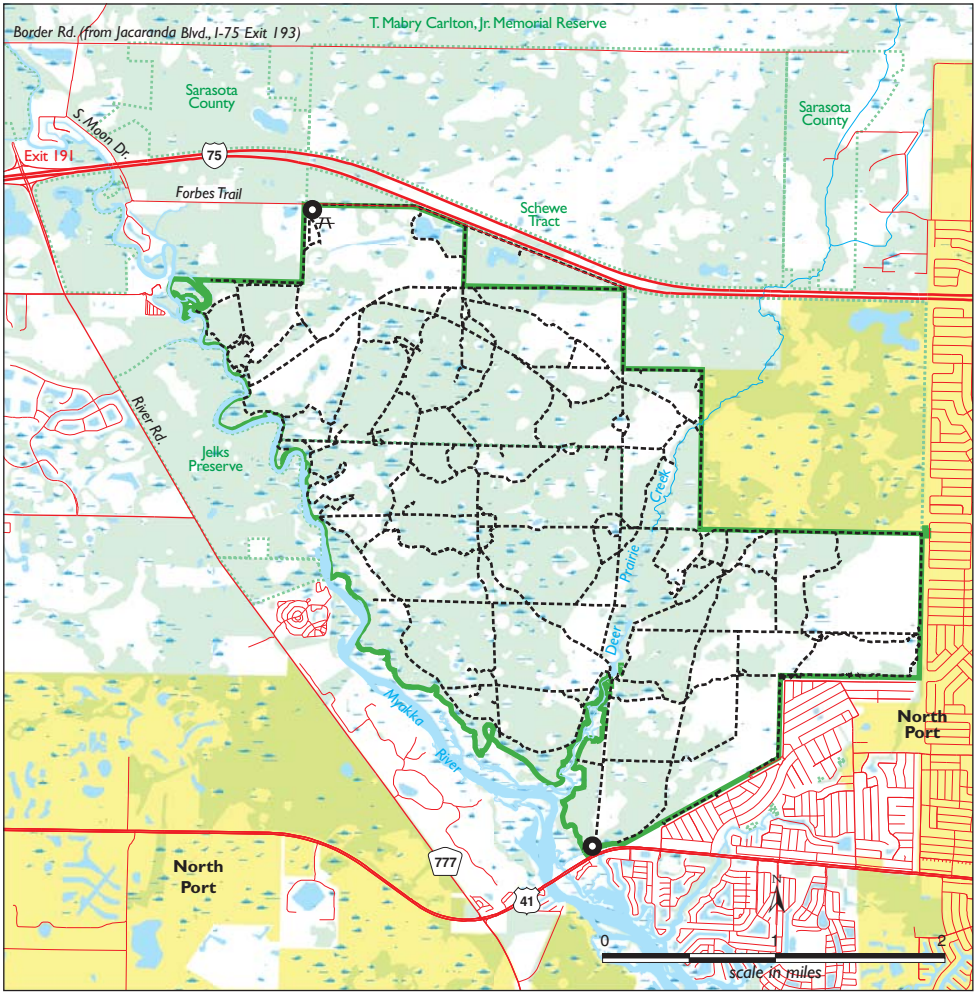 T. Mabry Carlton, Jr. Memorial Reserve
Border Rd. (from Jacaranda Blvd., I-75 Exit 193)
Sarasota
County
Sarasota
County
S. Moon Dr.
Exit 191
75
Forbes Trail
Schewe
Tract
River Rd.
Jelks
Preserve
Deer Prairie Creek
Myakka
River
North
Port
North
Port
777
41
N
0 1 2
scale in miles